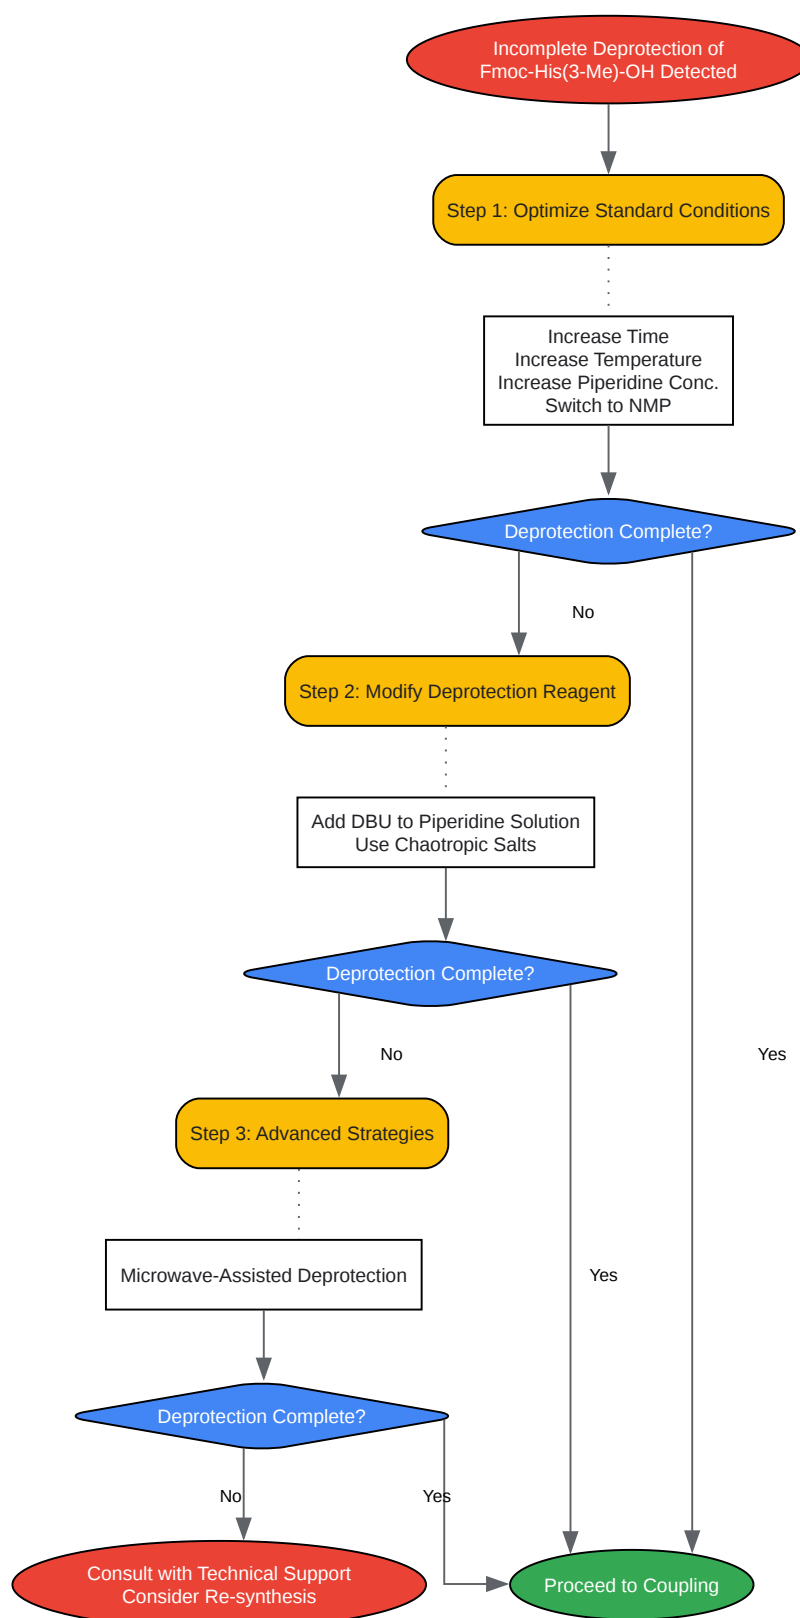 Incomplete Deprotection of
Fmoc-His(3-Me)-OH Detected
Step 1: Optimize Standard Conditions
Increase Time
Increase Temperature
Increase Piperidine Conc.
Switch to NMP
Deprotection Complete?
No
Step 2: Modify Deprotection Reagent
Add DBU to Piperidine Solution
Use Chaotropic Salts
Deprotection Complete?
No
Yes
Step 3: Advanced Strategies
Microwave-Assisted Deprotection
Yes
Deprotection Complete?
No
Yes
Consult with Technical Support
Consider Re-synthesis
Proceed to Coupling